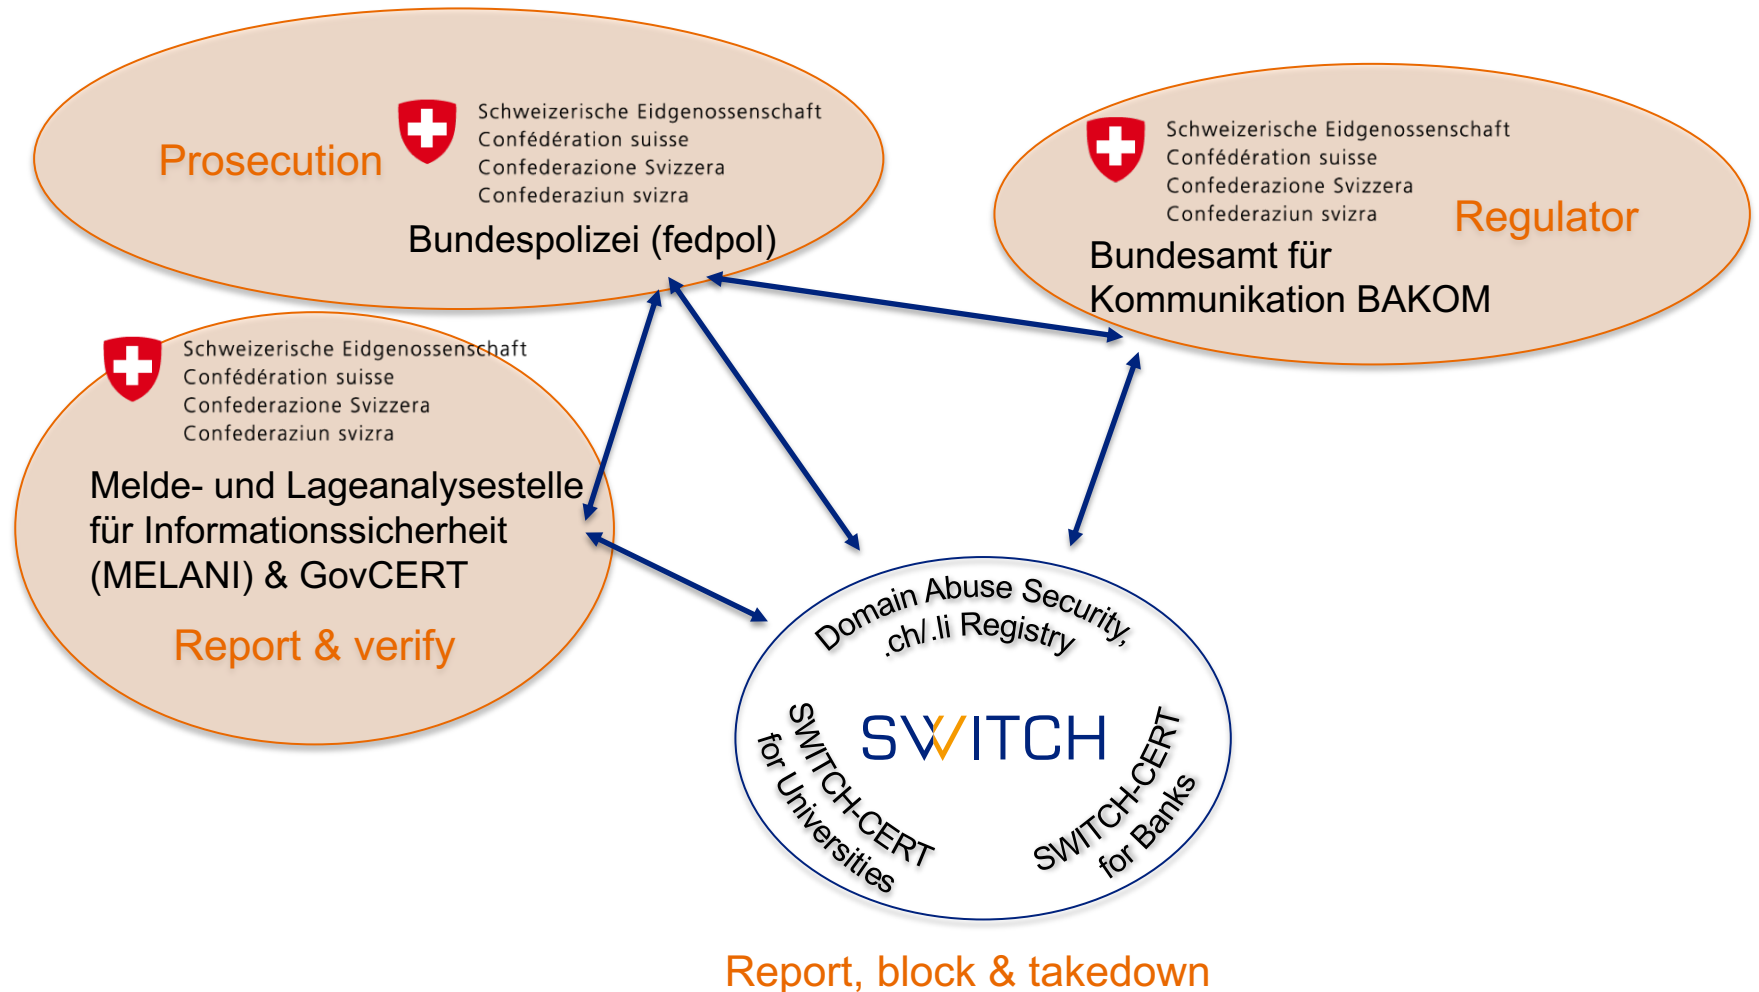 Prosecution
Schweizerische Eidgenossenschaft
Confédération suisse
Confederazione Svizzera
Confederaziun svizra
Bundespolizei (fedpol)
Schweizerische Eidgenossenschaft
Confédération suisse
Confederazione Svizzera
Confederaziun svizra
Regulator
Bundesamt für
Kommunikation BAKOM
Schweizerische Eidgenossenschaft
Confédération suisse
Confederazione Svizzera
Confederaziun svizra
Melde- und Lageanalysestelle
für Informationssicherheit
(MELANI) & GovCERT
Report & verify
Domain Abuse Security,
.ch/.li Registry
SWITCH
SWITCH-CERT
for Universities
SWITCH-CERT
for Banks
Report, block & takedown